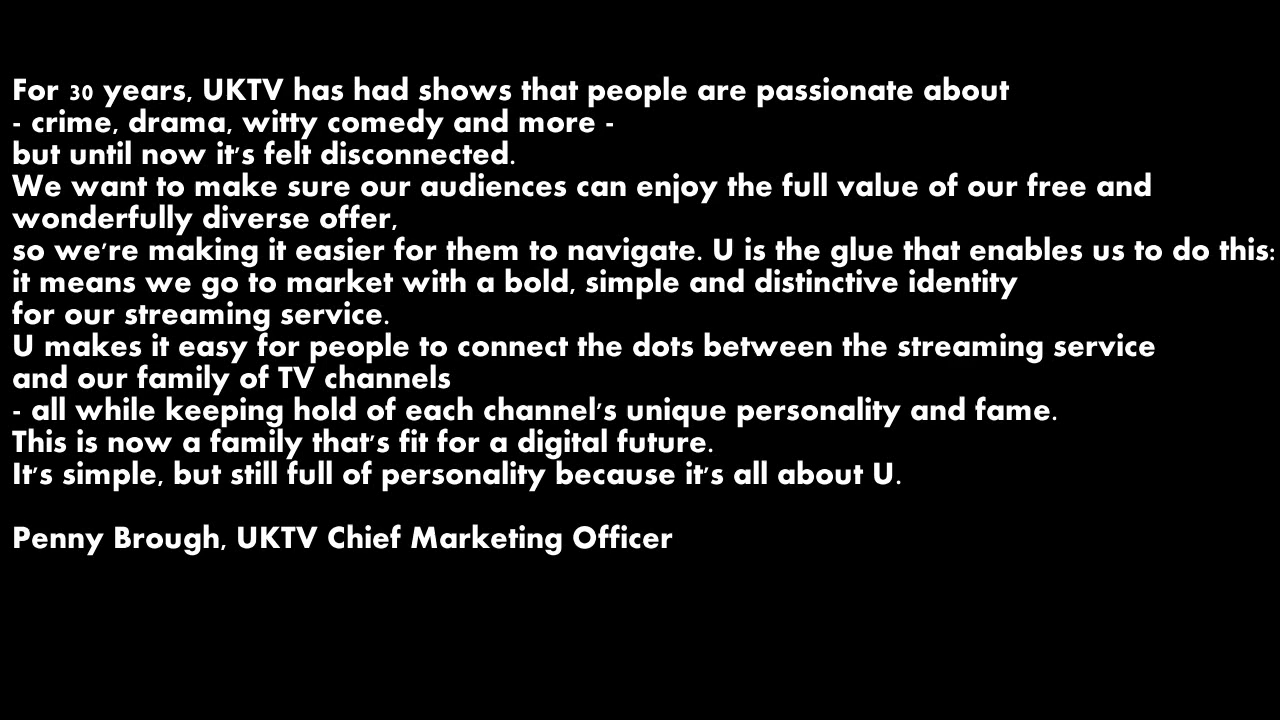 For 30 years, UKTV has had shows that people are passionate about
- crime, drama, witty comedy and more -
but until now it's felt disconnected.
We want to make sure our audiences can enjoy the full value of our free and
wonderfully diverse offer,
so we're making it easier for them to navigate. U is the glue that enables us to do this:
it means we go to market with a bold, simple and distinctive identity
for our streaming service.
U makes it easy for people to connect the dots between the streaming service
and our family of TV channels
- all while keeping hold of each channel's unique personality and fame.
This is now a family that's fit for a digital future.
It's simple, but still full of personality because it's all about U.
Penny Brough, UKTV Chief Marketing Officer